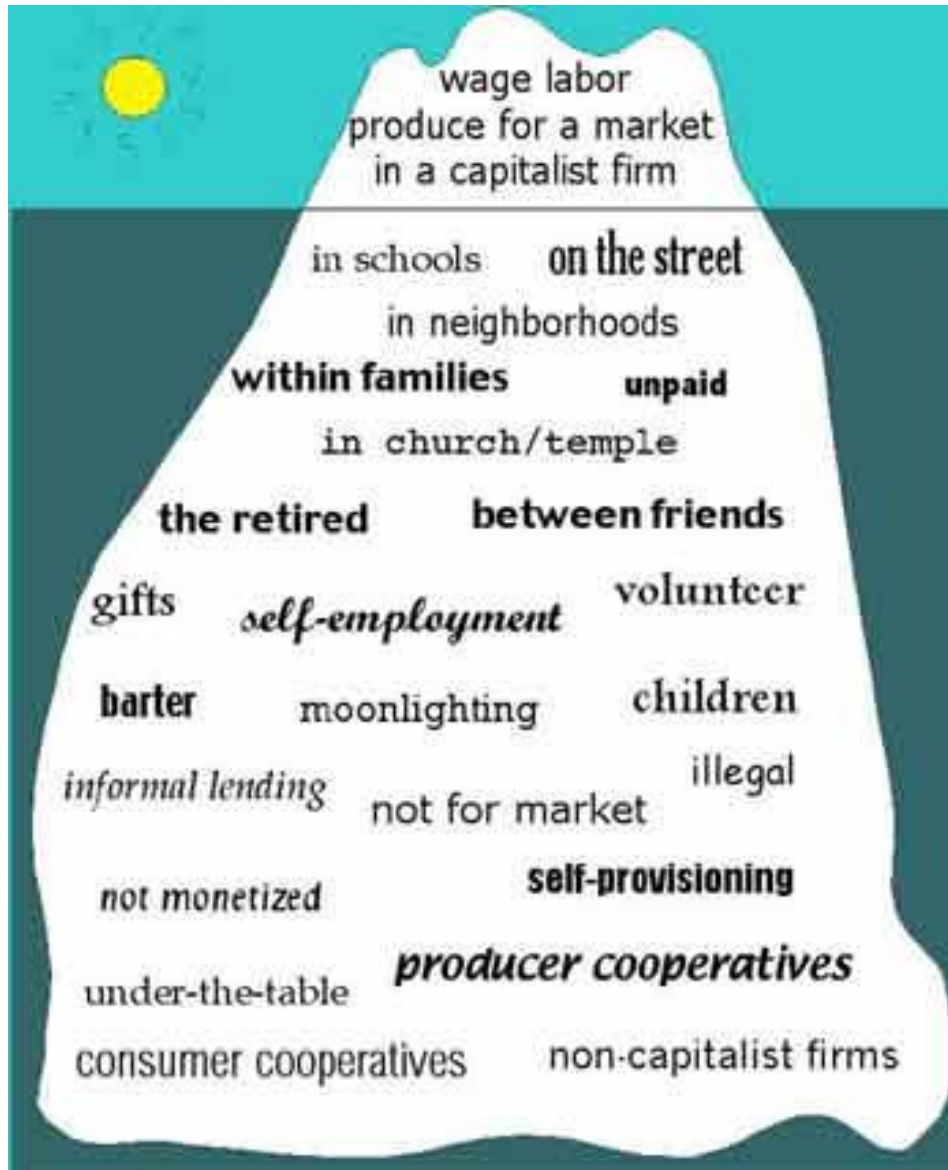 wage labor
produce for a market
in a capitalist firm
in schools on the street
in neighborhoods
within families unpaid
in church/temple
the retired between friends
gifts self-employment volunteer
barter moonlighting children
informal lending illegal
not for market
not monetized self-provisioning
producer cooperatives
under-the-table
consumer cooperatives non-capitalist firms